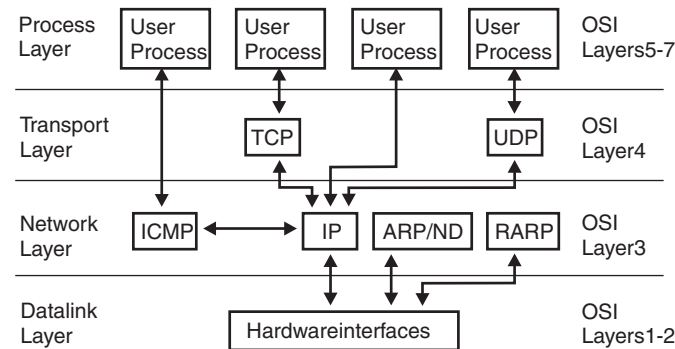 Process
Layer
User
Process
User
Process
User
Process
User
Process
OSI
Layers5-7
Transport
Layer
TCP
UDP
OSI
Layer4
Network
Layer
ICMP
IP
ARP/ND
RARP
OSI
Layer3
Datalink
Layer
Hardwareinterfaces
OSI
Layers1-2